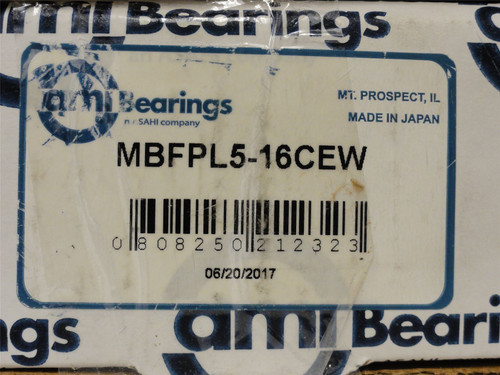 ami Bearings
MT. PROSPECT, IL
an ASAHI company
MADE IN JAPAN
MBFPL5-16CEW
0 808250 212323
06/20/2017
ami Bearings